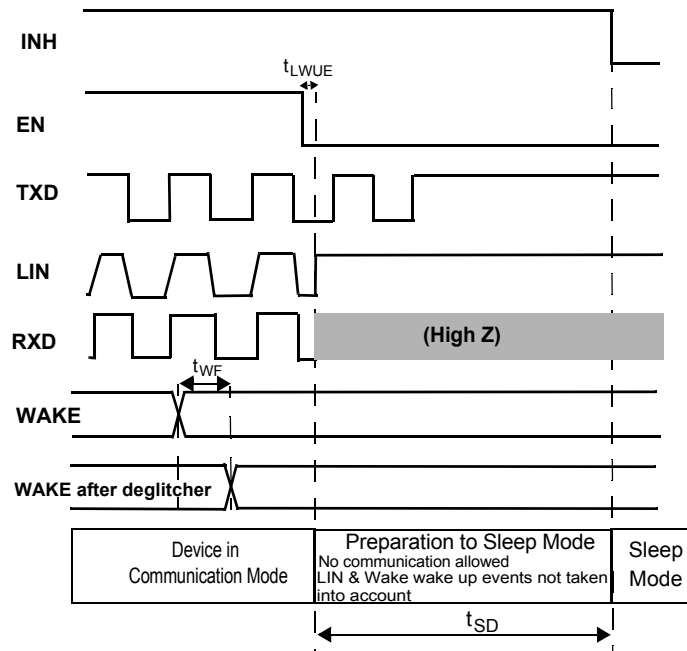 INH
tLWUE
EN
TXD
LIN
RXD
(High Z)
tWF
WAKE
WAKE after deglitcher
Device in
Communication Mode
Preparation to Sleep Mode
No communication allowed
LIN & Wake wake up events not taken
into account
Sleep
Mode
tSD